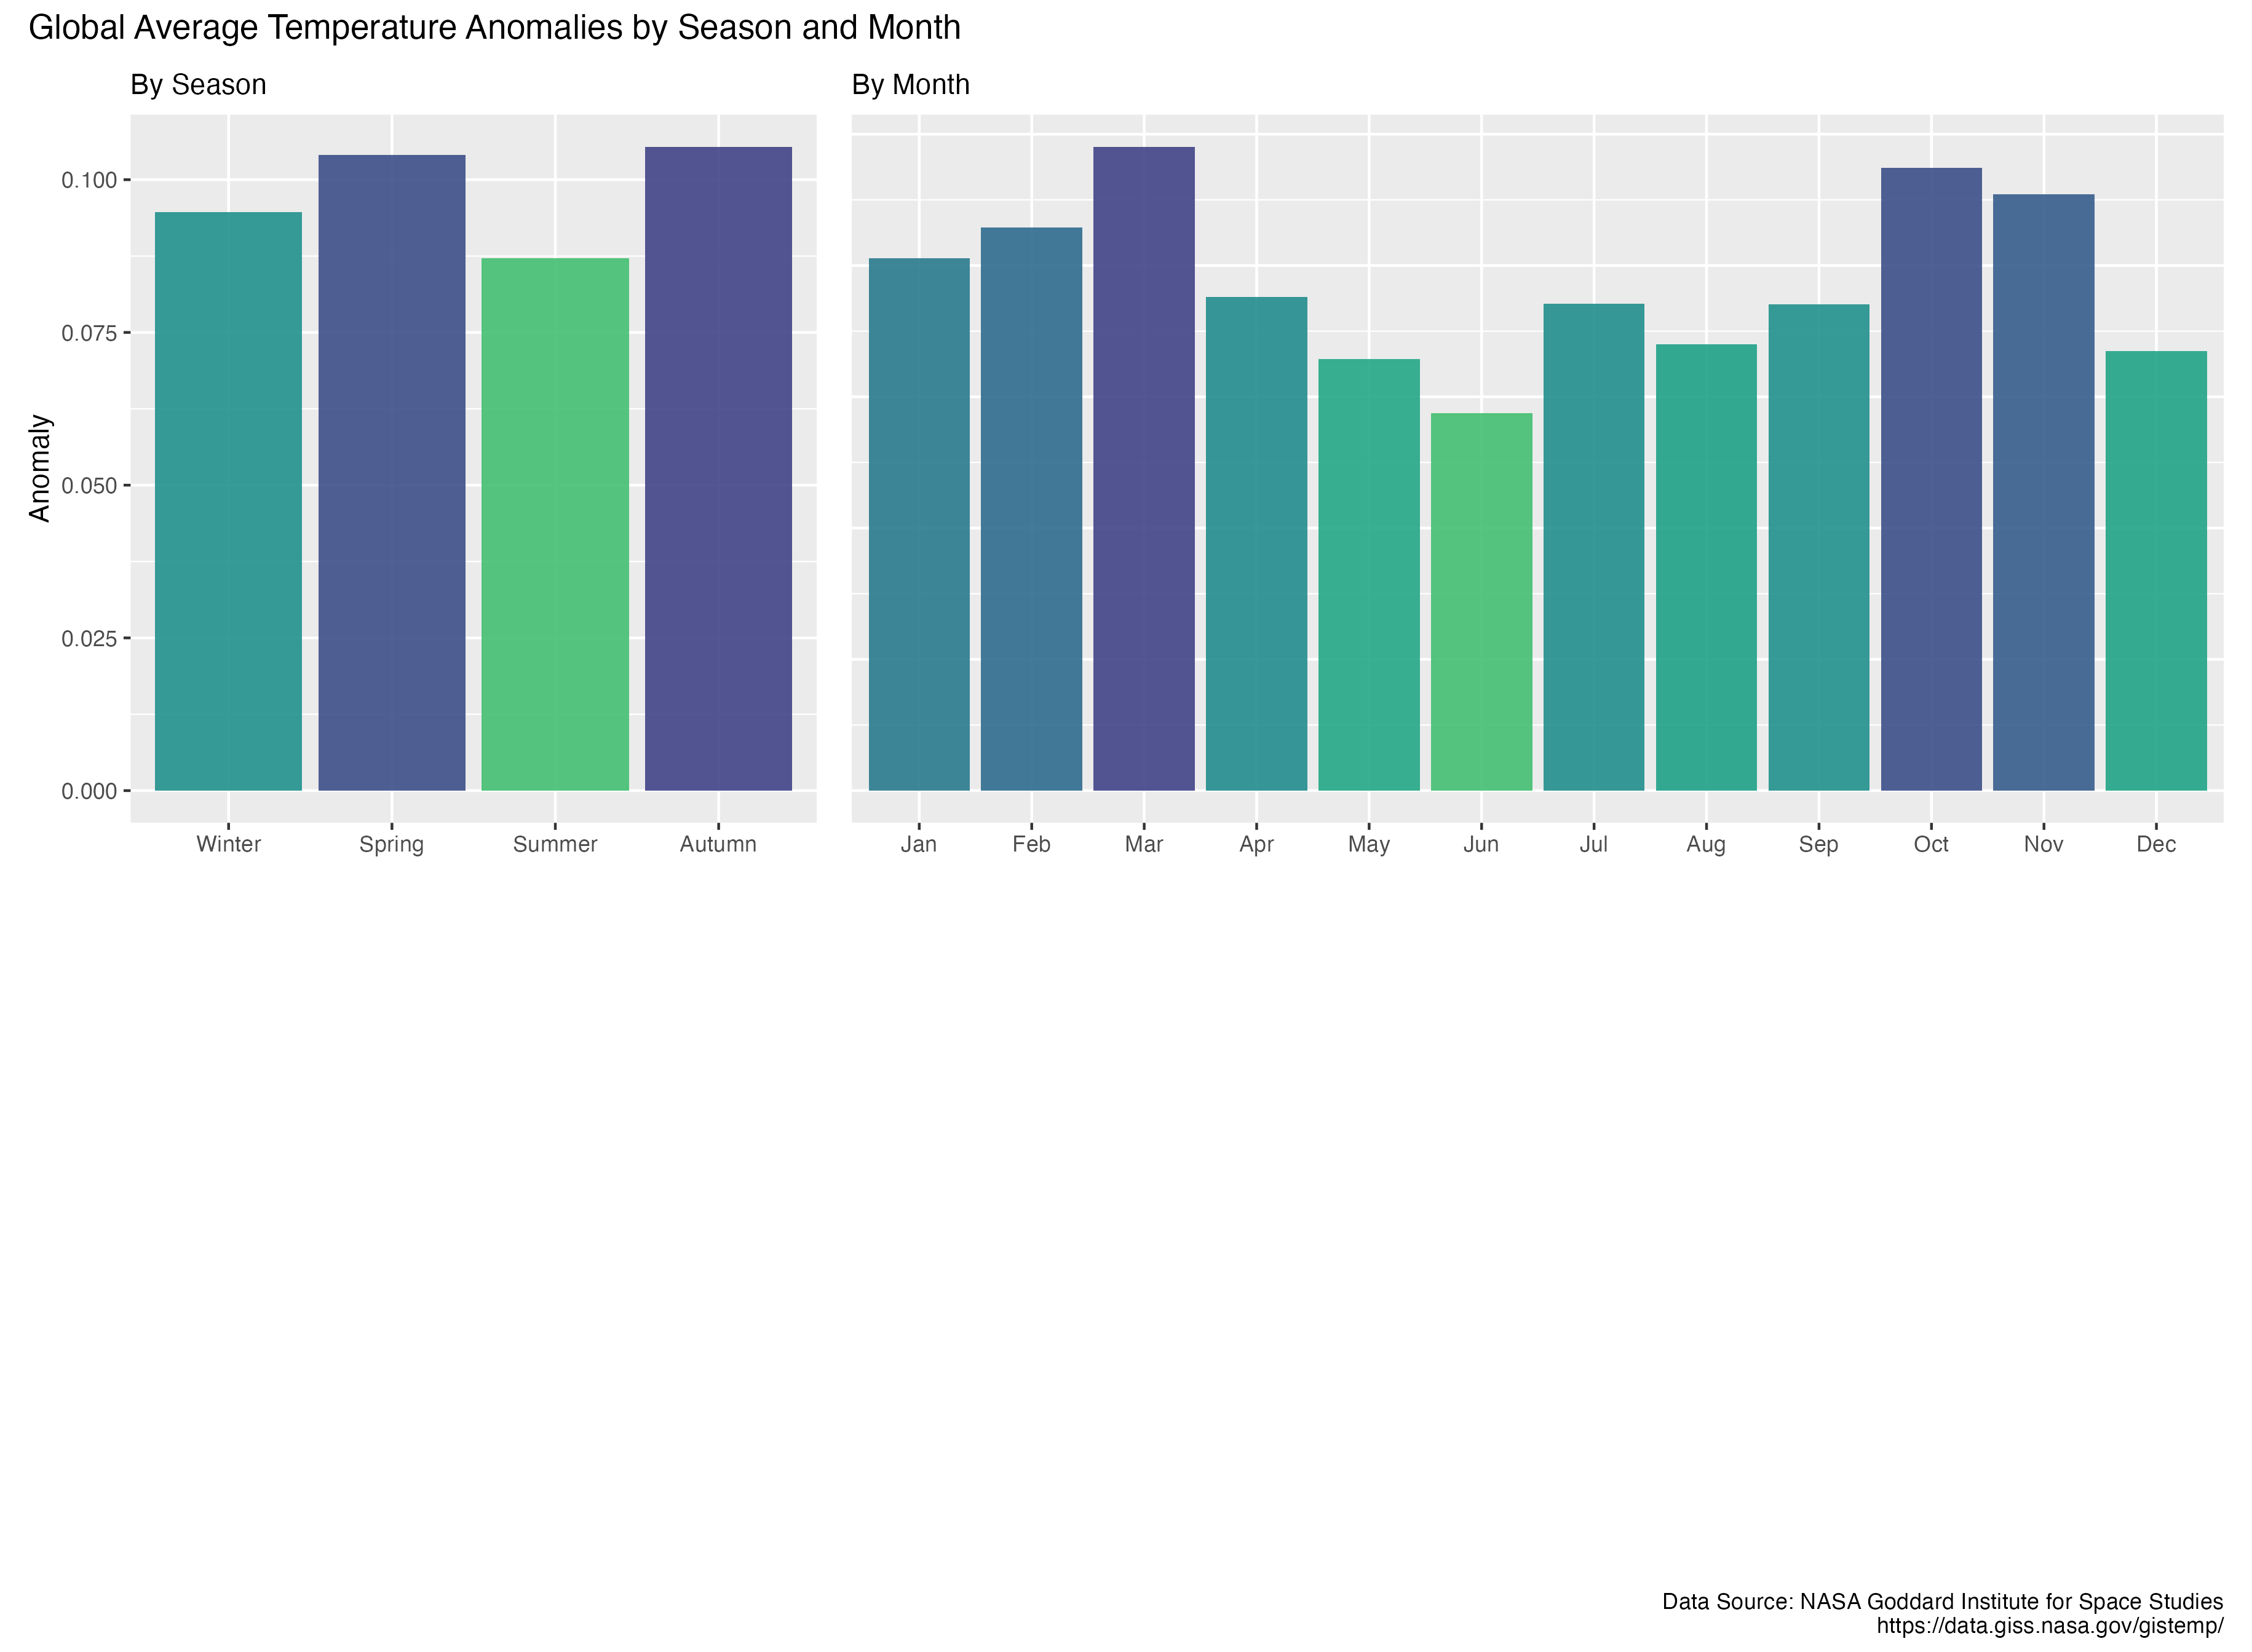 Global Average Temperature Anomalies by Season and Month
By Season
By Month
Anomaly
0.100
0.075
0.050
0.025
0.000
Winter Spring Summer Autumn
Jan Feb Mar Apr May Jun Jul Aug Sep Oct Nov Dec
Data Source: NASA Goddard Institute for Space Studies
https://data.giss.nasa.gov/gistemp/